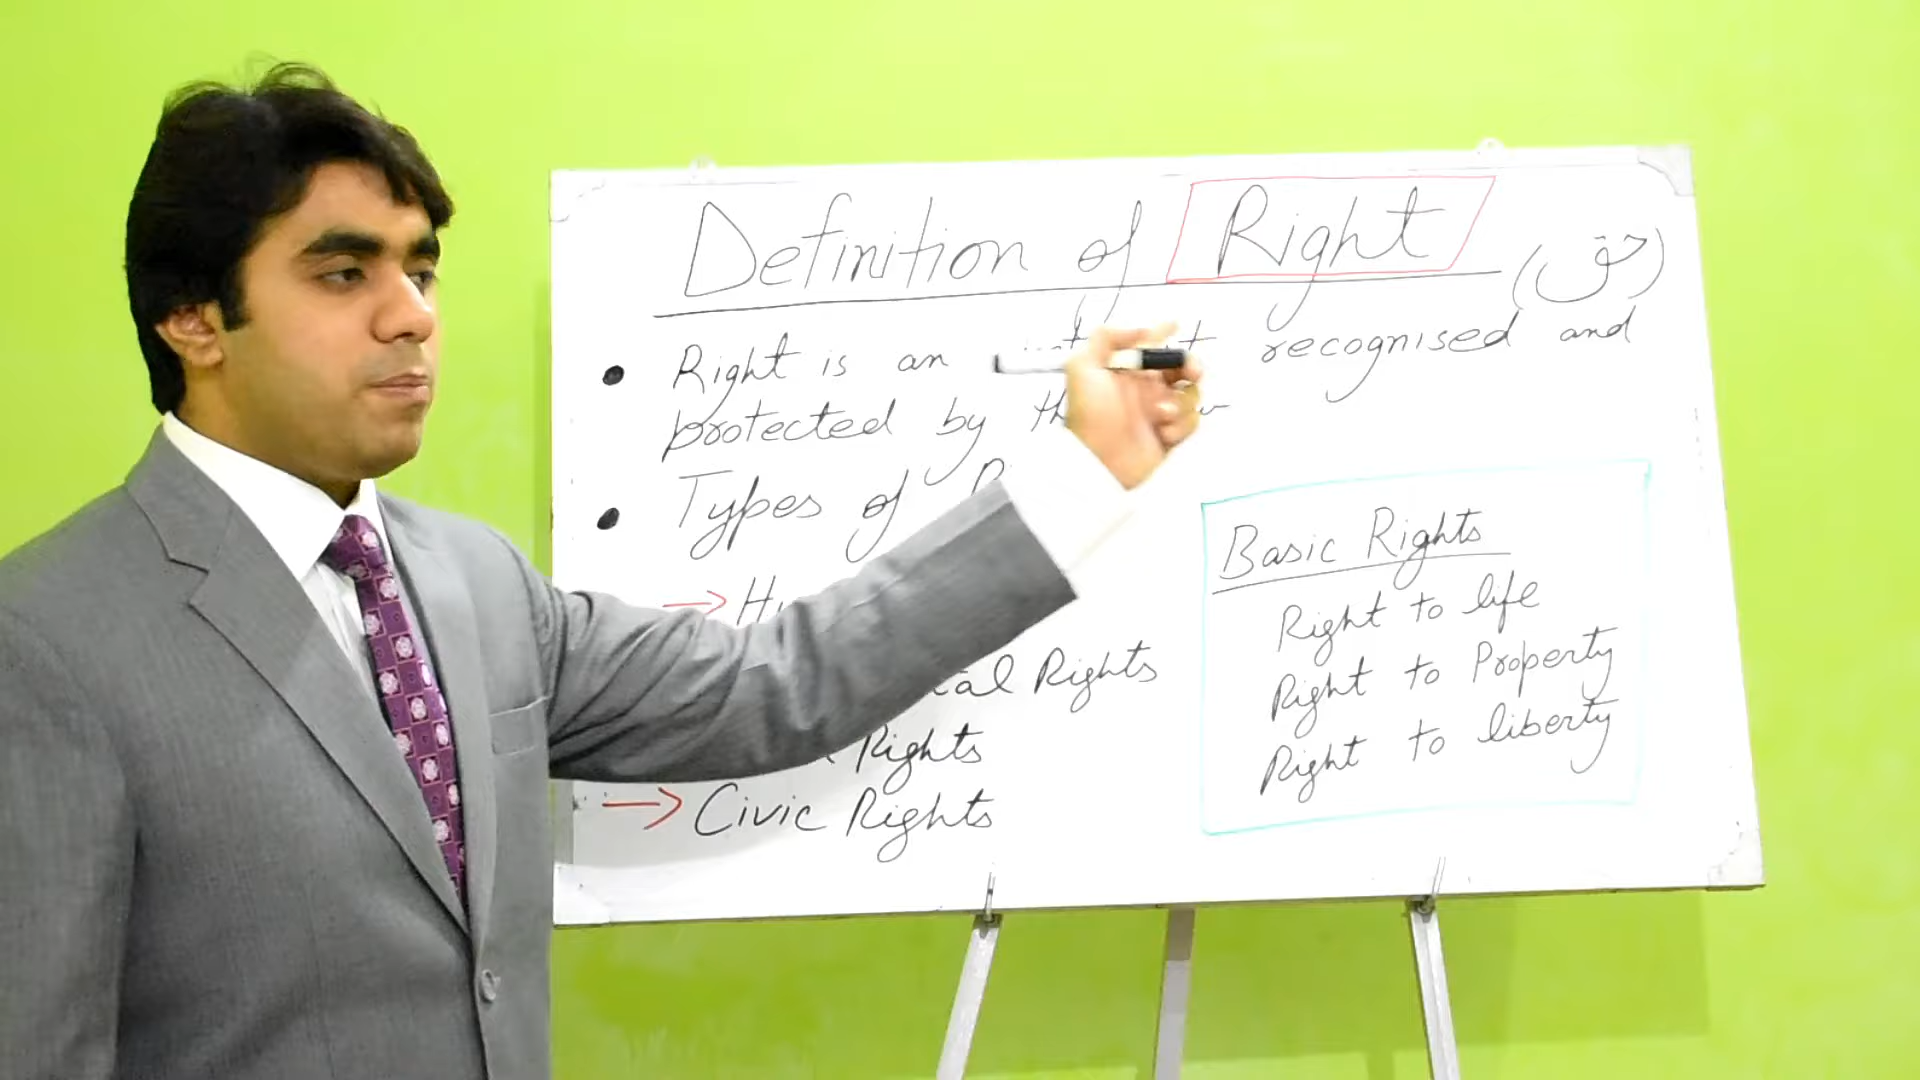 Definition of Right (حق)
Right is an recognised and
protected by
Types of
Rights
Rights
Civic Rights
Basic Rights
Right to life
Right to Property
Right to liberty